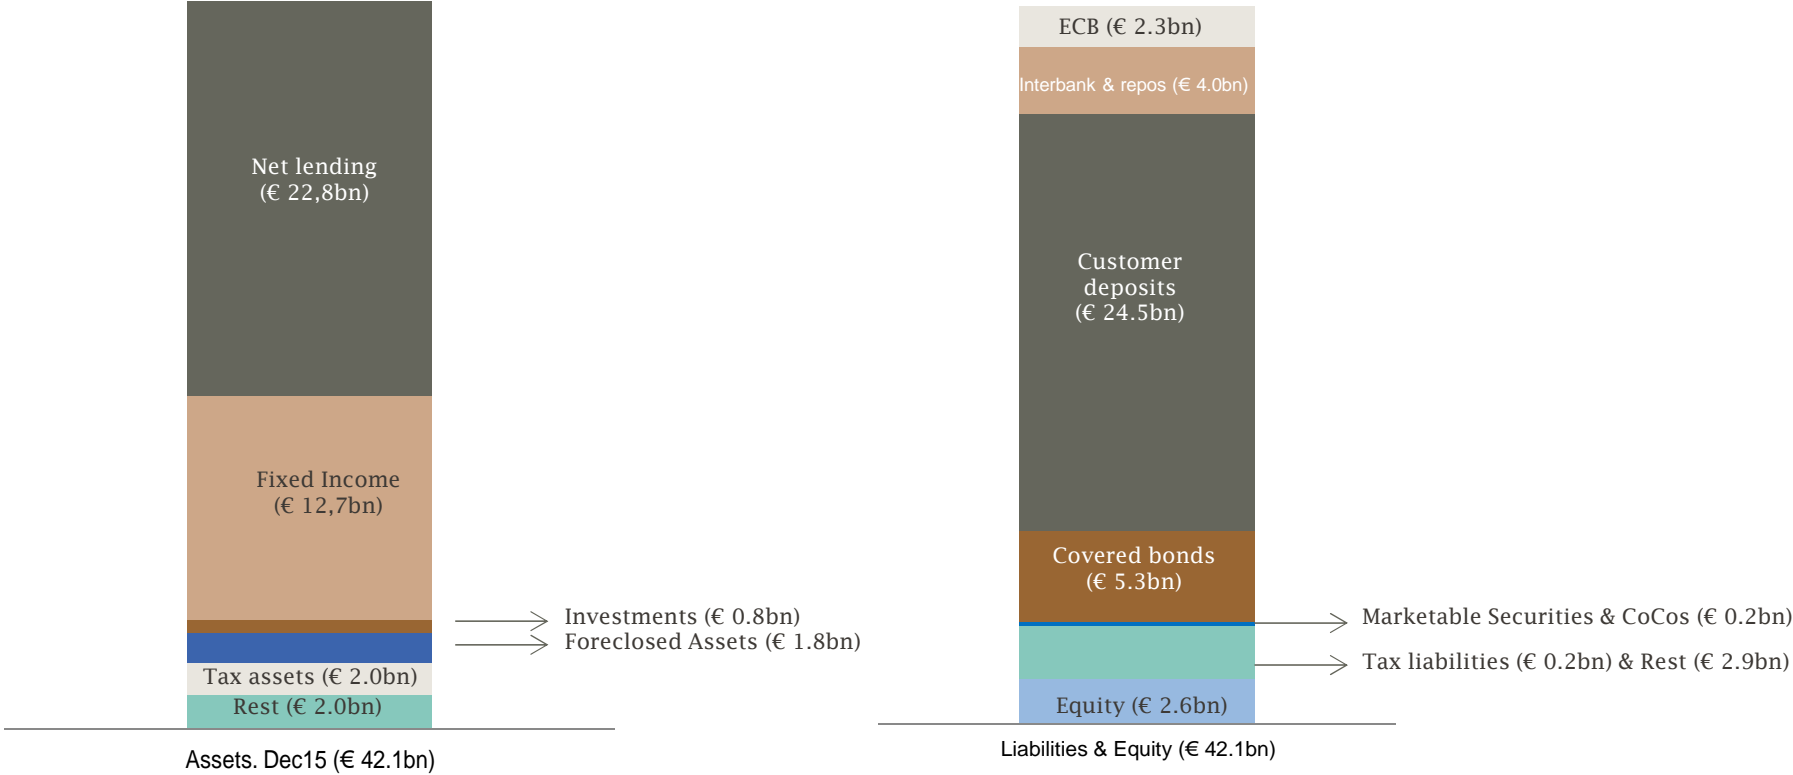 Net lending
(€ 22,8bn)
Fixed Income
(€ 12,7bn)
Investments (€ 0.8bn)
Foreclosed Assets (€ 1.8bn)
Tax assets (€ 2.0bn)
Rest (€ 2.0bn)
Assets. Dec15 (€ 42.1bn)
ECB (€ 2.3bn)
Interbank & repos (€ 4.0bn)
Customer
deposits
(€ 24.5bn)
Covered bonds
(€ 5.3bn)
Marketable Securities & CoCos (€ 0.2bn)
Tax liabilities (€ 0.2bn) & Rest (€ 2.9bn)
Equity (€ 2.6bn)
Liabilities & Equity (€ 42.1bn)